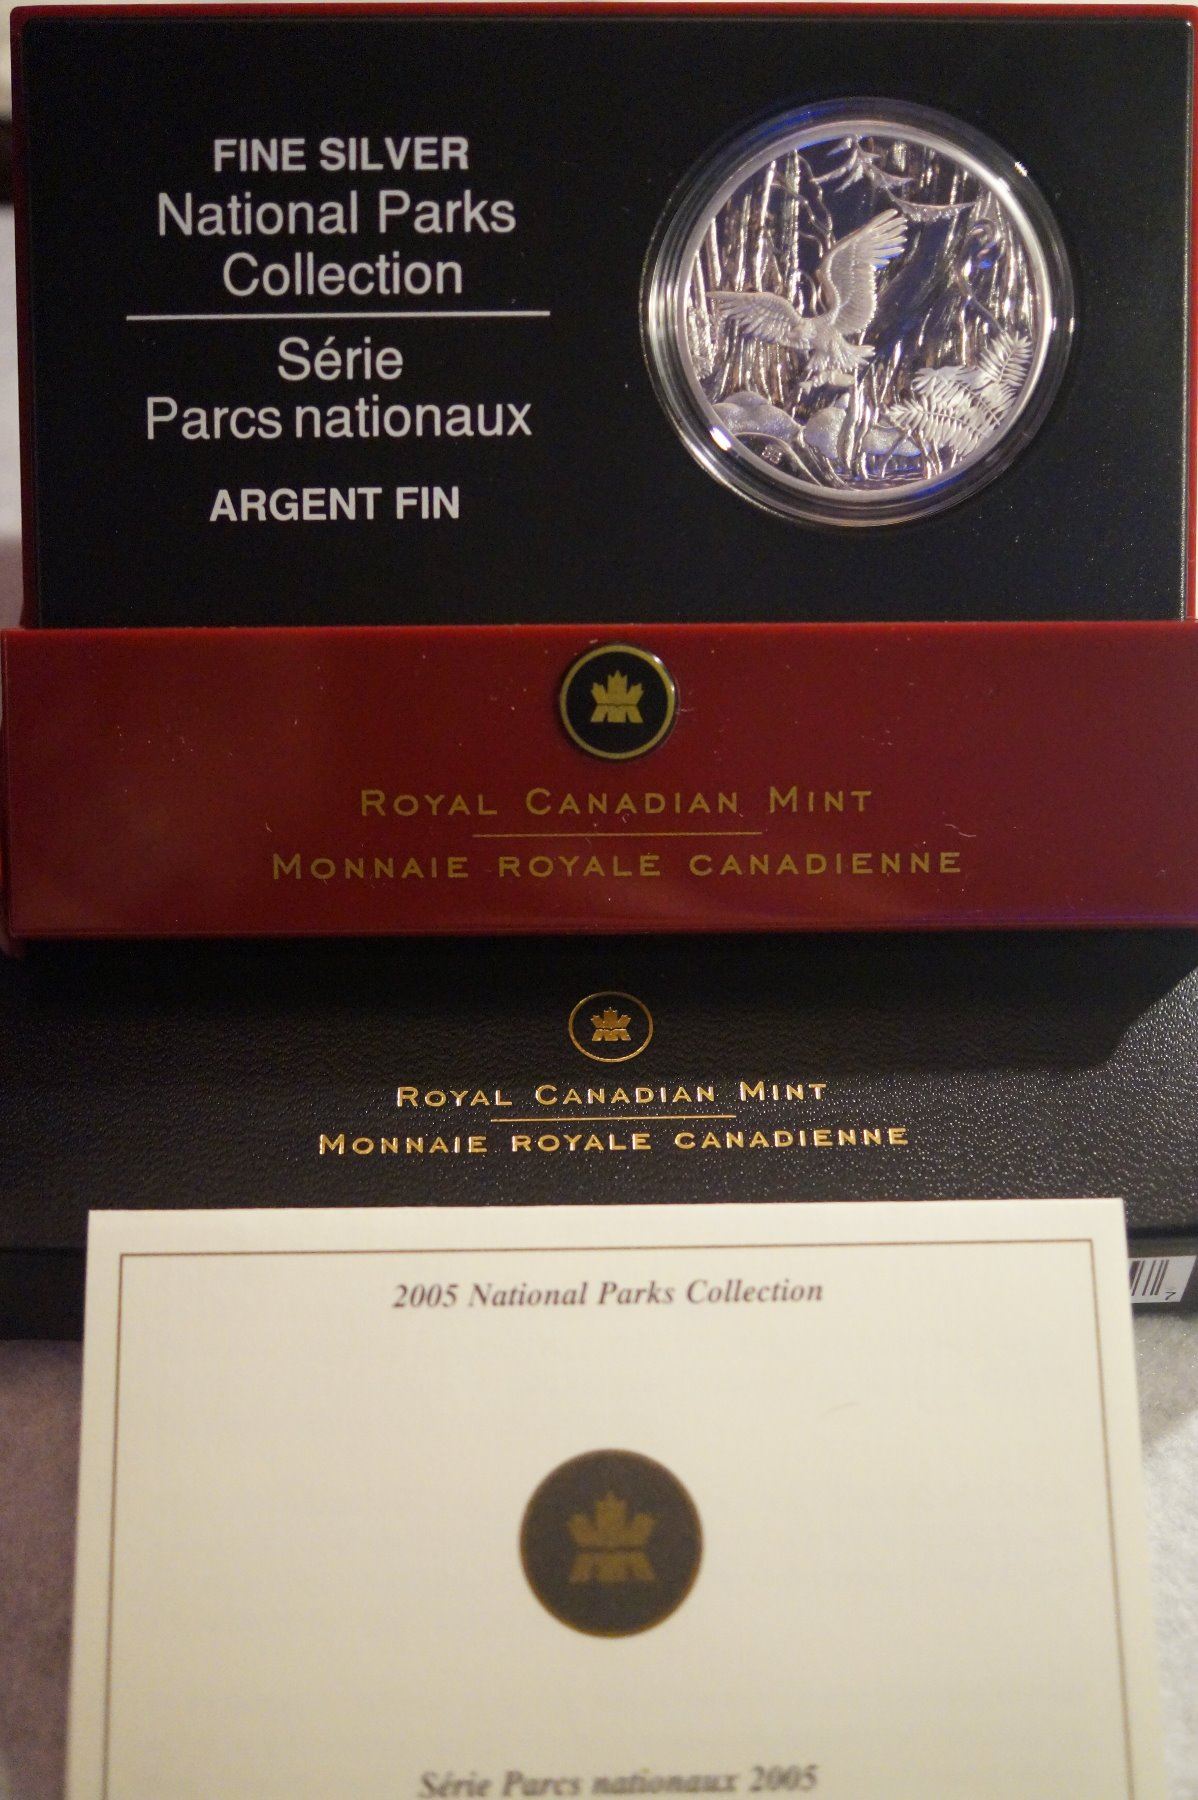 FINE SILVER
National Parks
Collection
Série
Parcs nationaux
ARGENT FIN
ROYAL CANADIAN MINT
MONNAIE ROYALE CANADIENNE
ROYAL CANADIAN MINT
MONNAIE ROYALE CANADIENNE
7
2005 National Parks Collection
Série Parcs nationaux 2005